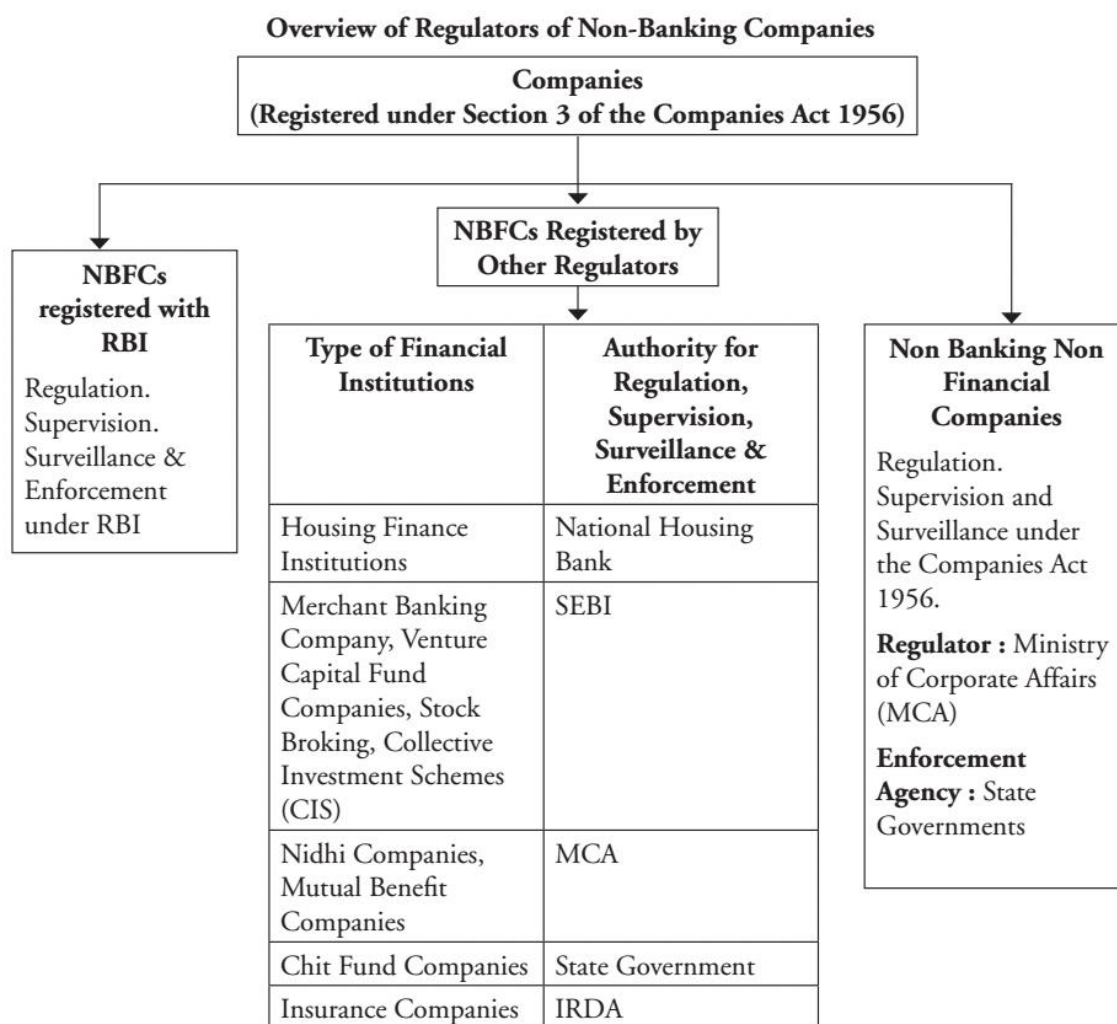 Overview of Regulators of Non-Banking Companies
Companies
(Registered under Section 3 of the Companies Act 1956)
NBFCs
registered with
RBI
Regulation.
Supervision.
Surveillance &
Enforcement
under RBI
NBFCs Registered by
Other Regulators
Type of Financial
Institutions
Authority for
Regulation,
Supervision,
Surveillance &
Enforcement
Housing Finance
Institutions
National Housing
Bank
Merchant Banking
Company, Venture
Capital Fund
Companies, Stock
Broking, Collective
Investment Schemes
(CIS)
SEBI
Nidhi Companies,
Mutual Benefit
Companies
MCA
Chit Fund Companies
State Government
Insurance Companies
IRDA
Non Banking Non
Financial
Companies
Regulation.
Supervision and
Surveillance under
the Companies Act
1956.
Regulator : Ministry
of Corporate Affairs
(MCA)
Enforcement
Agency : State
Governments